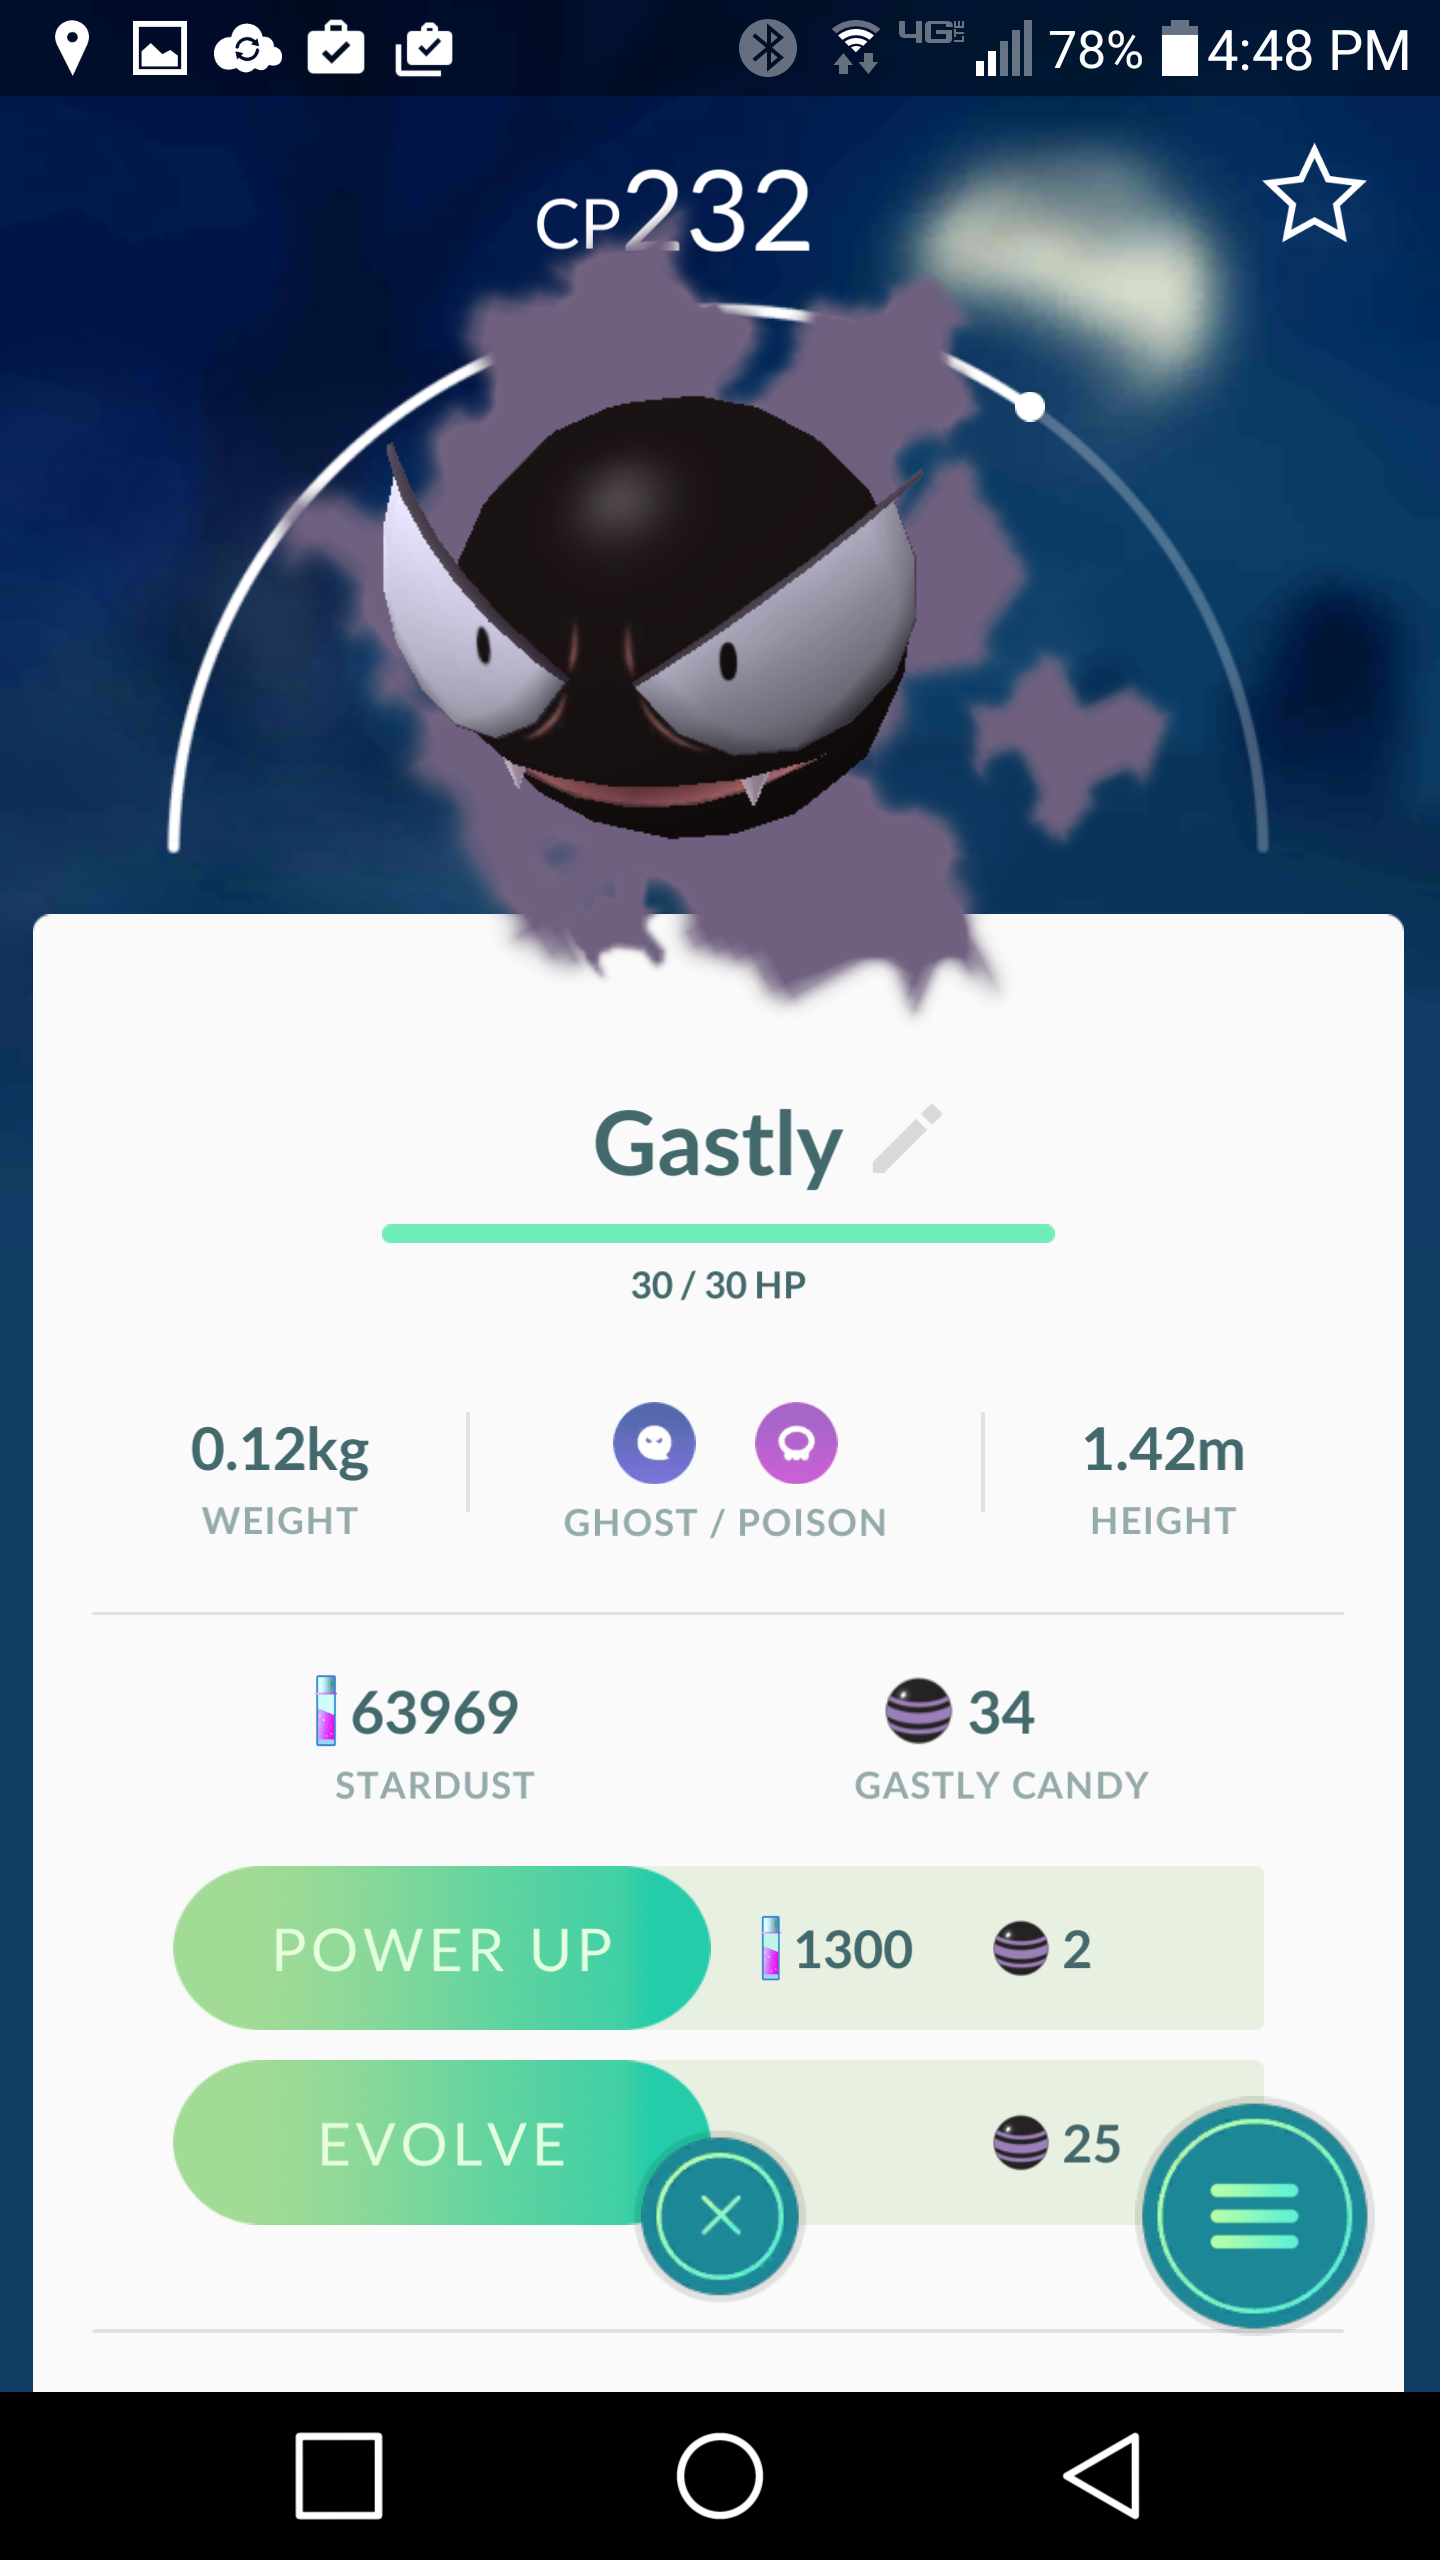 4G LTE 78% 4:48 PM
CP232
Gastly
30 / 30 HP
0.12kg
WEIGHT
GHOST / POISON
1.42m
HEIGHT
63969
STARDUST
34
GASTLY CANDY
POWER UP 1300 2
EVOLVE 25